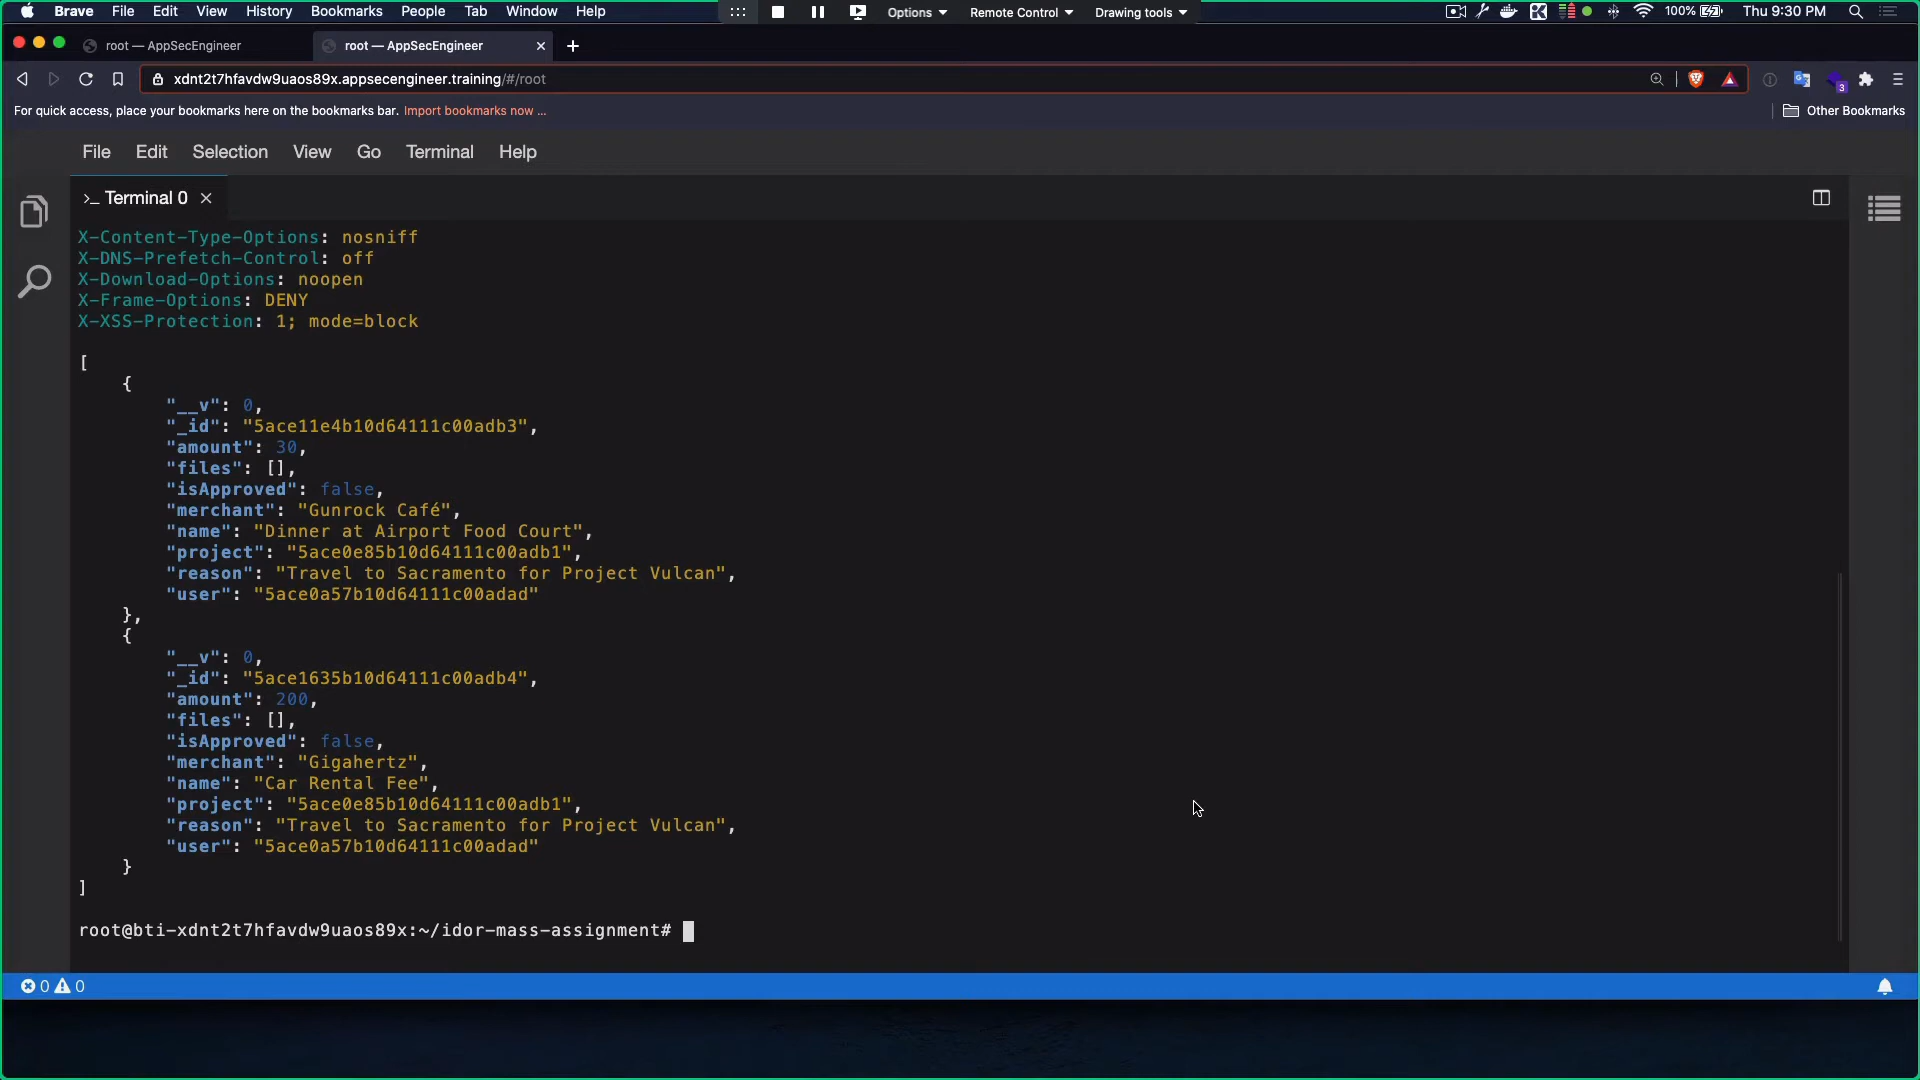 Brave File Edit View History Bookmarks People Tab Window Help Options Remote Control Drawing tools 100% Thu 9:30 PM
root — AppSecEngineer root — AppSecEngineer
xdnt2t7hfavdw9uaos89x.appsecengineer.training/#/root 3
For quick access, place your bookmarks here on the bookmarks bar. Import bookmarks now ... Other Bookmarks
File Edit Selection View Go Terminal Help
>_ Terminal 0
X-Content-Type-Options: nosniff
X-DNS-Prefetch-Control: off
X-Download-Options: noopen
X-Frame-Options: DENY
X-XSS-Protection: 1; mode=block
[
{
"__v": 0,
"_id": "5ace11e4b10d64111c00adb3",
"amount": 30,
"files": [],
"isApproved": false,
"merchant": "Gunrock Café",
"name": "Dinner at Airport Food Court",
"project": "5ace0e85b10d64111c00adb1",
"reason": "Travel to Sacramento for Project Vulcan",
"user": "5ace0a57b10d64111c00adad"
},
{
"__v": 0,
"_id": "5ace1635b10d64111c00adb4",
"amount": 200,
"files": [],
"isApproved": false,
"merchant": "Gigahertz",
"name": "Car Rental Fee",
"project": "5ace0e85b10d64111c00adb1",
"reason": "Travel to Sacramento for Project Vulcan",
"user": "5ace0a57b10d64111c00adad"
}
]
root@bti-xdnt2t7hfavdw9uaos89x:~/idor-mass-assignment#
0 0